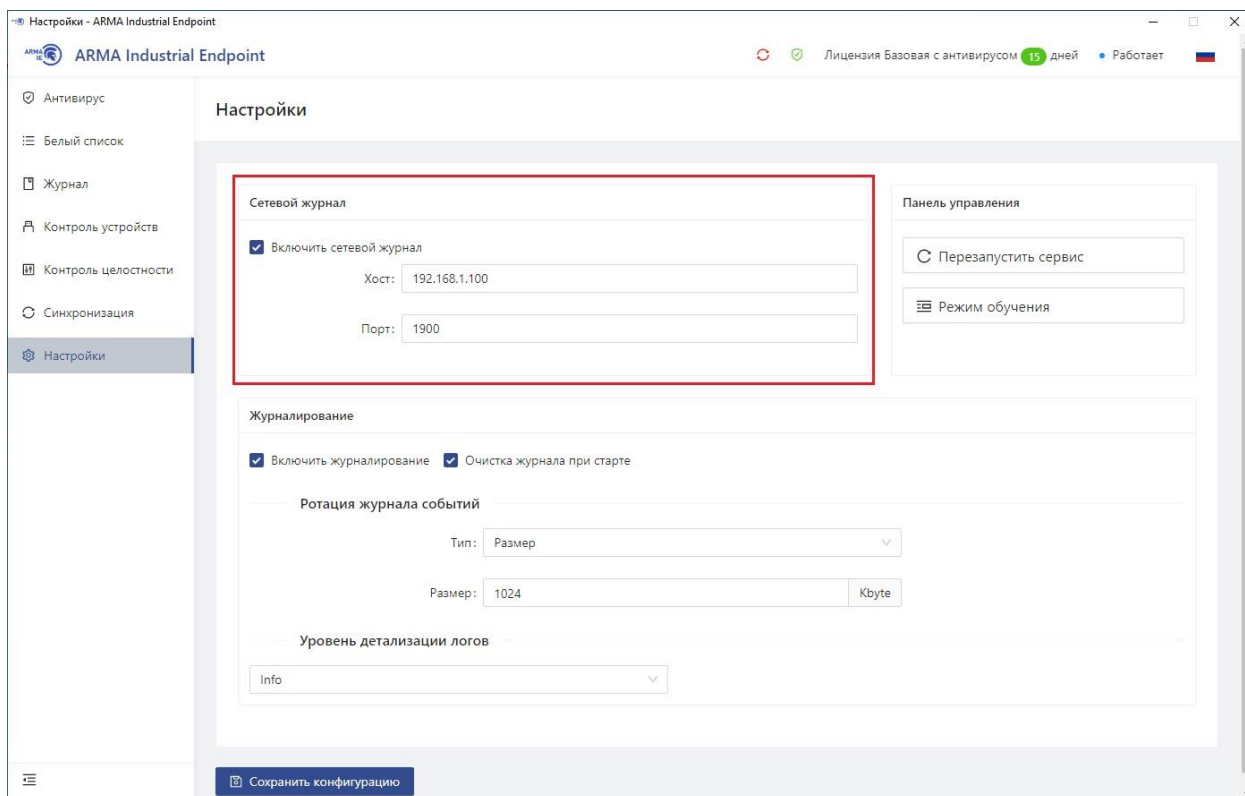 Настройки - ARMA Industrial Endpoint
ARMA IE
ARMA Industrial Endpoint
Лицензия Базовая с антивирусом 15 дней
Работает
Антивирус
Белый список
Журнал
Контроль устройств
Контроль целостности
Синхронизация
Настройки
Настройки
Сетевой журнал
Включить сетевой журнал
Хост: 192.168.1.100
Порт: 1900
Панель управления
Перезапустить сервис
Режим обучения
Журналирование
Включить журналирование Очистка журнала при старте
Ротация журнала событий
Тип: Размер
Размер: 1024 Kbyte
Уровень детализации логов
Info
Сохранить конфигурацию